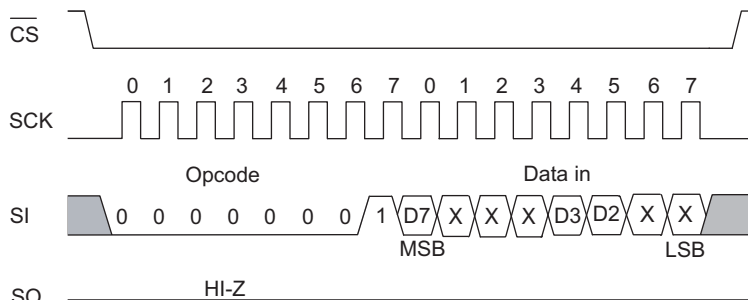 CS
0 1 2 3 4 5 6 7 0 1 2 3 4 5 6 7
SCK
Opcode Data in
SI 0 0 0 0 0 0 0 1 D7 X X X D3 D2 X X
MSB LSB
HI-Z
SO